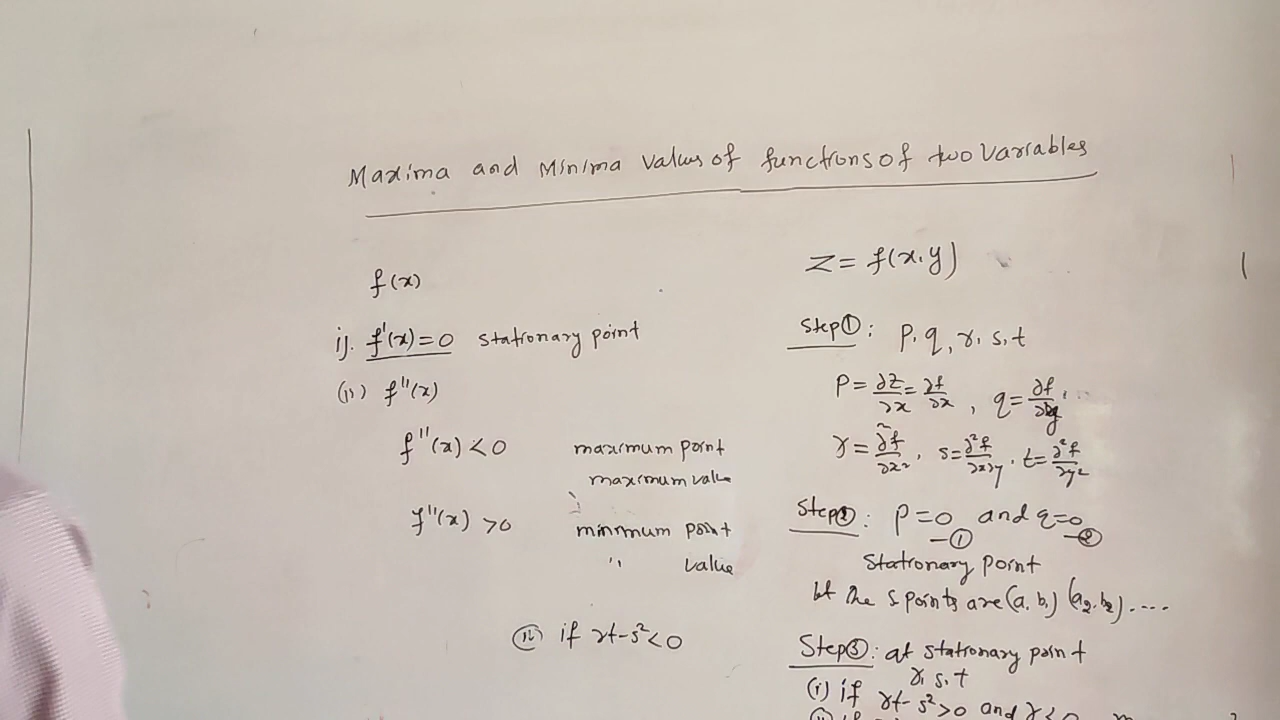 Maxima and Minima Values of functions of two Variables
f(x)
i). f'(x)=0 stationary point
(ii) f''(x)
f''(x) <0 maximum point
maximum value
f''(x) >0 minimum point
" value
if rt-s²<0
z= f(x,y)
Step①: p, q, r, s, t
P= ∂z/∂x = ∂f/∂x , q= ∂f/∂y
r= ∂²f/∂x² , s= ∂²f/∂x∂y , t= ∂²f/∂y²
Step②: p=0 -① and q=0 -②
Stationary point
let the s points are (a, b,) (a₂, b₂) ....
Step③: at stationary point
r, s, t
(i) if rt-s²>0 and r<0
(ii) if